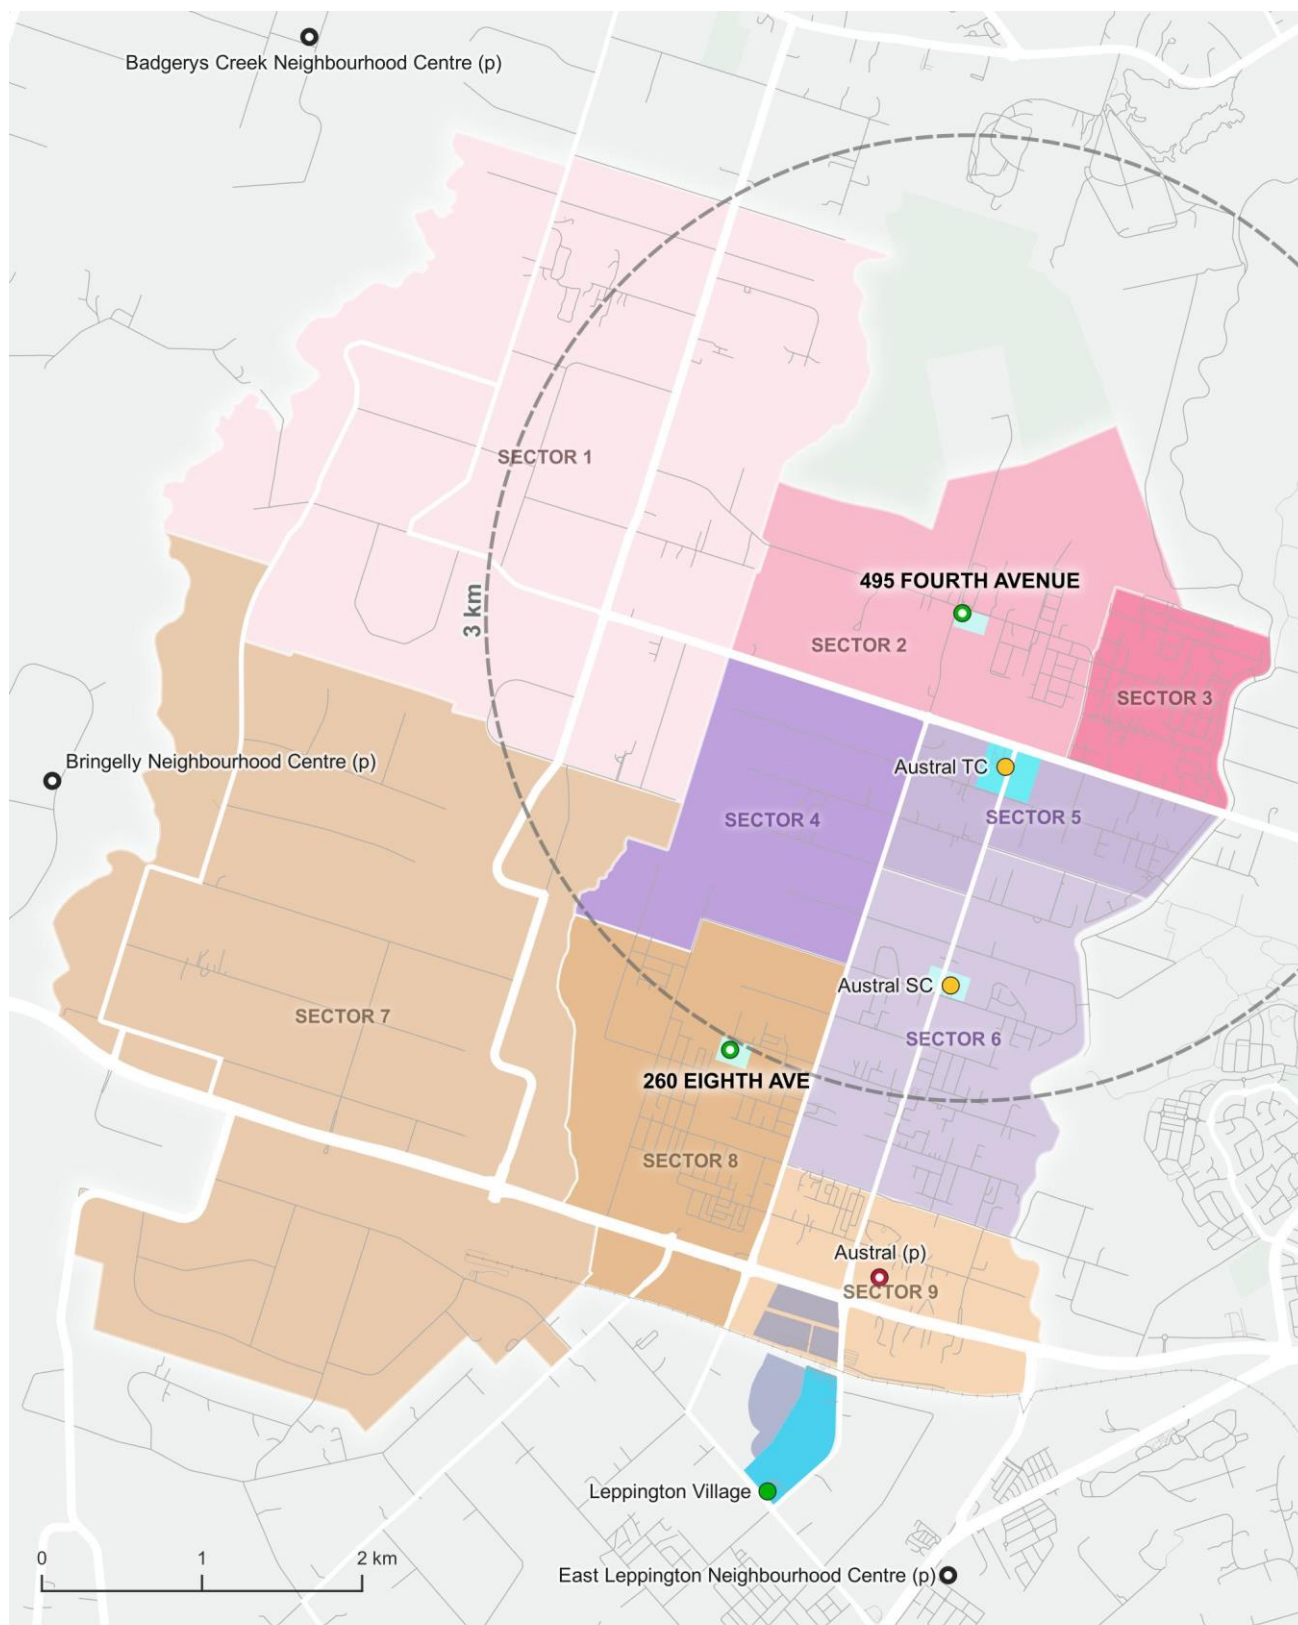 Badgerys Creek Neighbourhood Centre (p)
SECTOR 1
495 FOURTH AVENUE
3 km
SECTOR 2
SECTOR 3
Bringelly Neighbourhood Centre (p)
Austral TC
SECTOR 4
SECTOR 5
Austral SC
SECTOR 7
SECTOR 6
260 EIGHTH AVE
SECTOR 8
Austral (p)
SECTOR 9
Leppington Village
0 1 2 km
East Leppington Neighbourhood Centre (p)